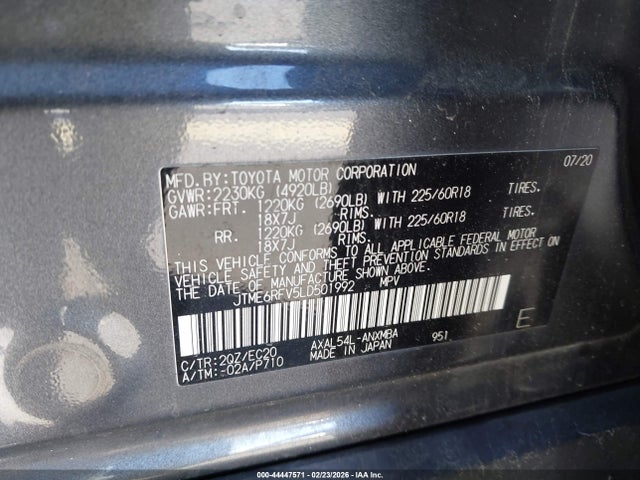 MFD.BY:TOYOTA MOTOR CORPORATION 07/20
GVWR:2230KG (4920LB)
GAWR:FRT. 1220KG (2690LB) WITH 225/60R18 TIRES.
18X7J RIMS.
RR. 1220KG (2690LB) WITH 225/60R18 TIRES.
18X7J RIMS.
THIS VEHICLE CONFORMS TO ALL APPLICABLE FEDERAL MOTOR
VEHICLE SAFETY AND THEFT PREVENTION STANDARDS IN EFFECT ON
THE DATE OF MANUFACTURE SHOWN ABOVE.
JTME6RFV5LD501992 MPV
E
C/TR:2QZ/EC20 AXAL54L-ANXMBA 951
A/TM:-02A/P710 MADE IN JAPAN
000-44447571 - 02/23/2026 - IAA Inc.